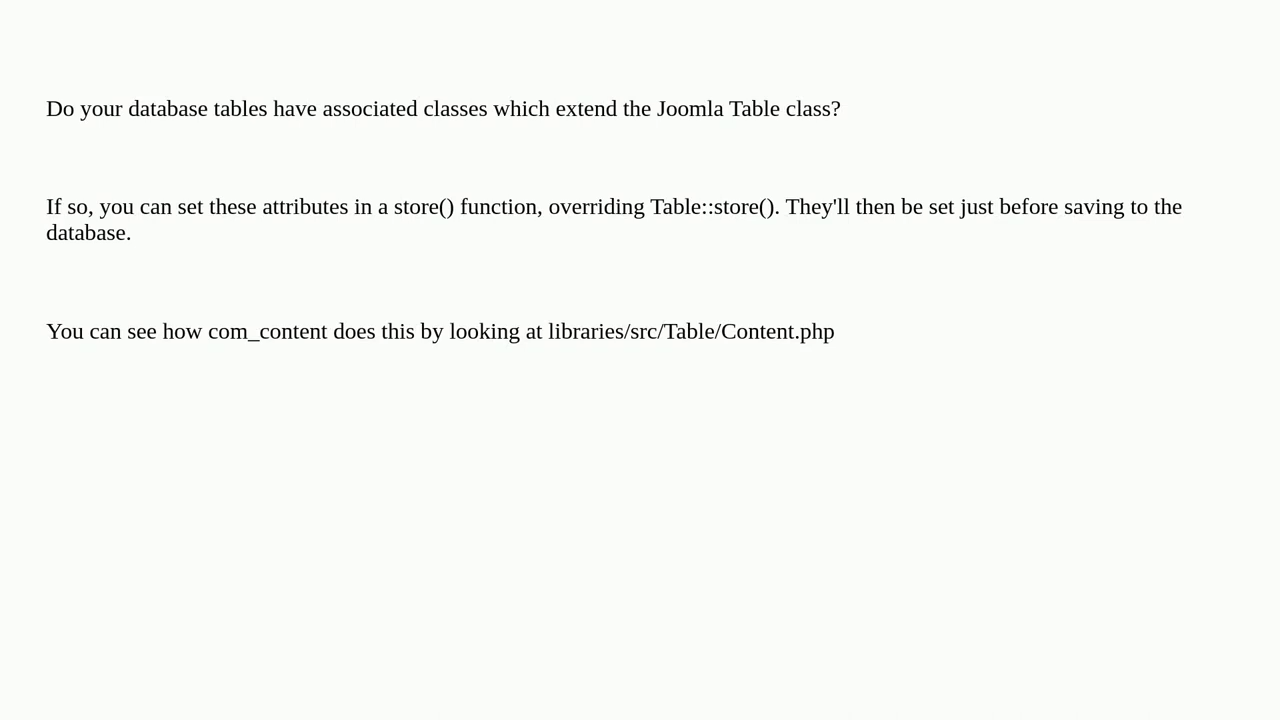 Do your database tables have associated classes which extend the Joomla Table class?
If so, you can set these attributes in a store() function, overriding Table::store(). They'll then be set just before saving to the
database.
You can see how com_content does this by looking at libraries/src/Table/Content.php